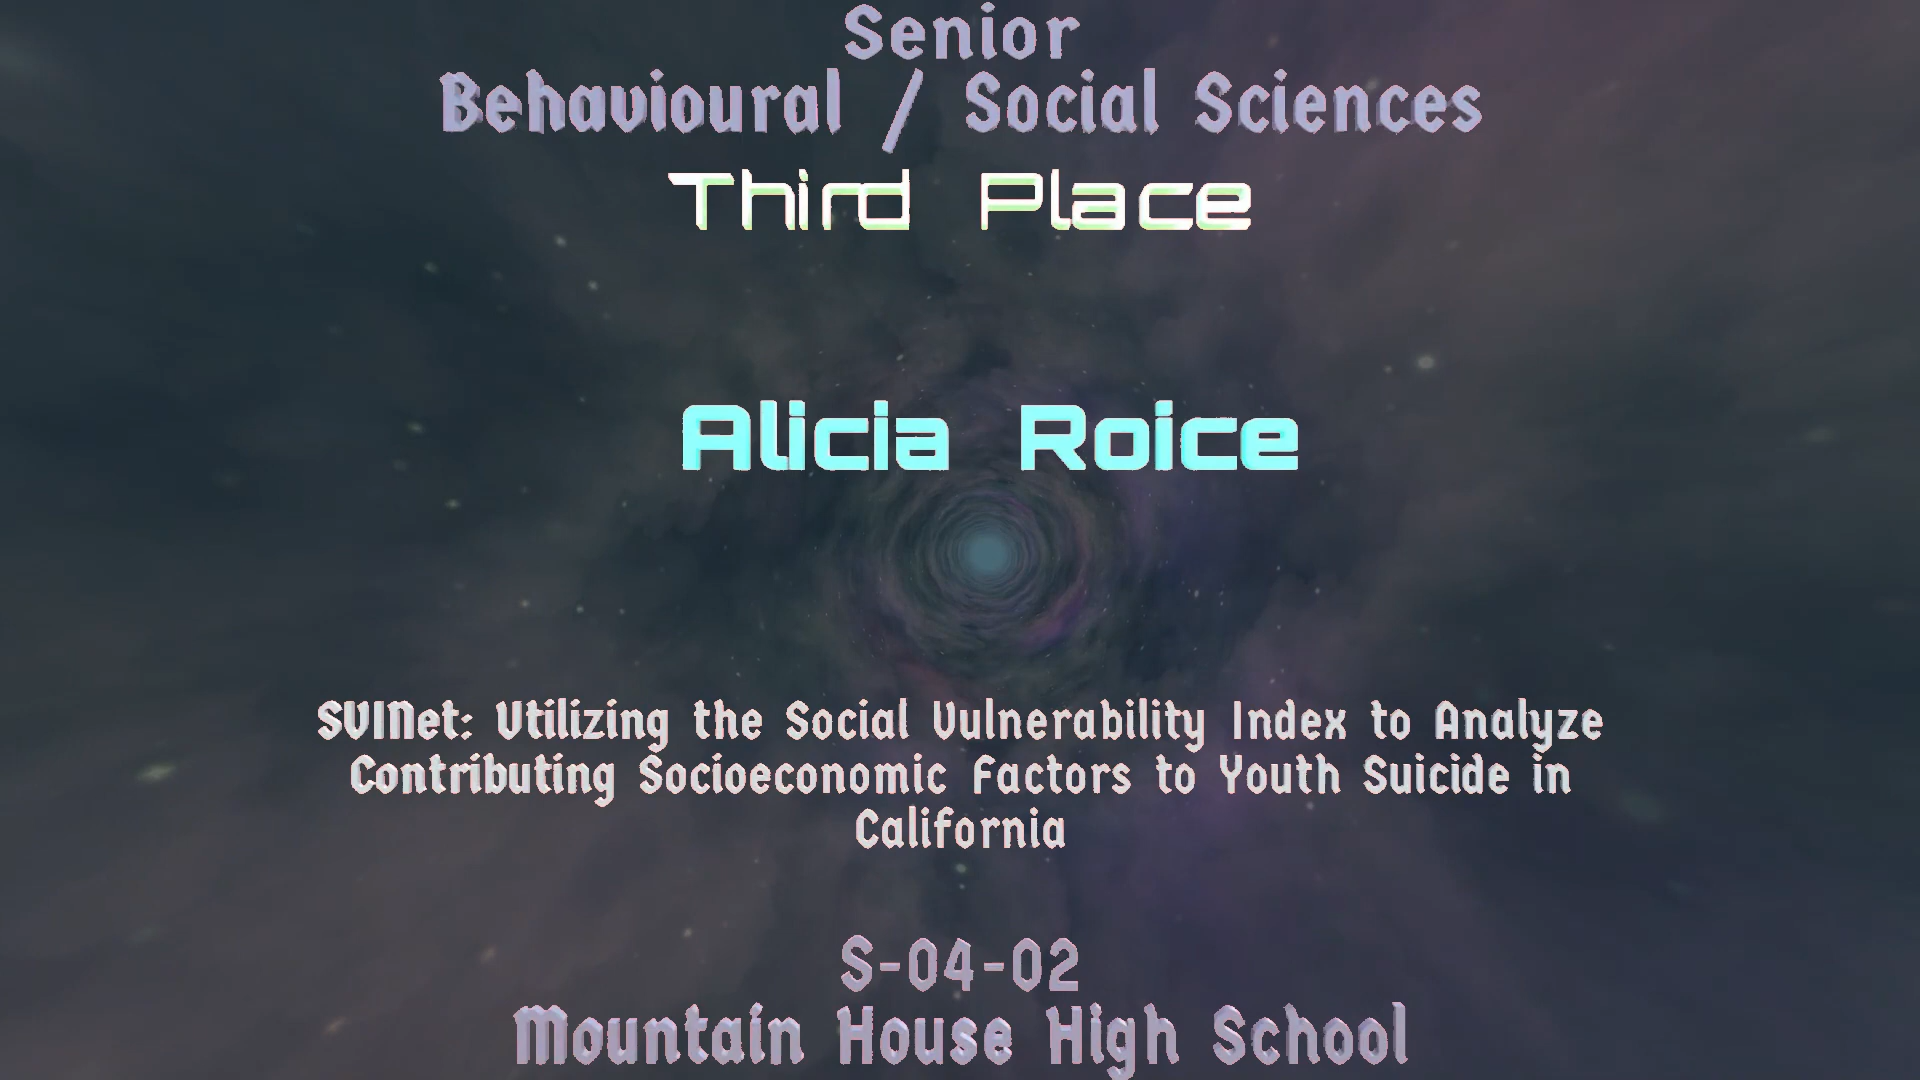 Senior
Behavioural / Social Sciences
Third Place
Alicia Roice
SVINet: Utilizing the Social Vulnerability Index to Analyze
Contributing Socioeconomic Factors to Youth Suicide in
California
S-04-02
Mountain House High School